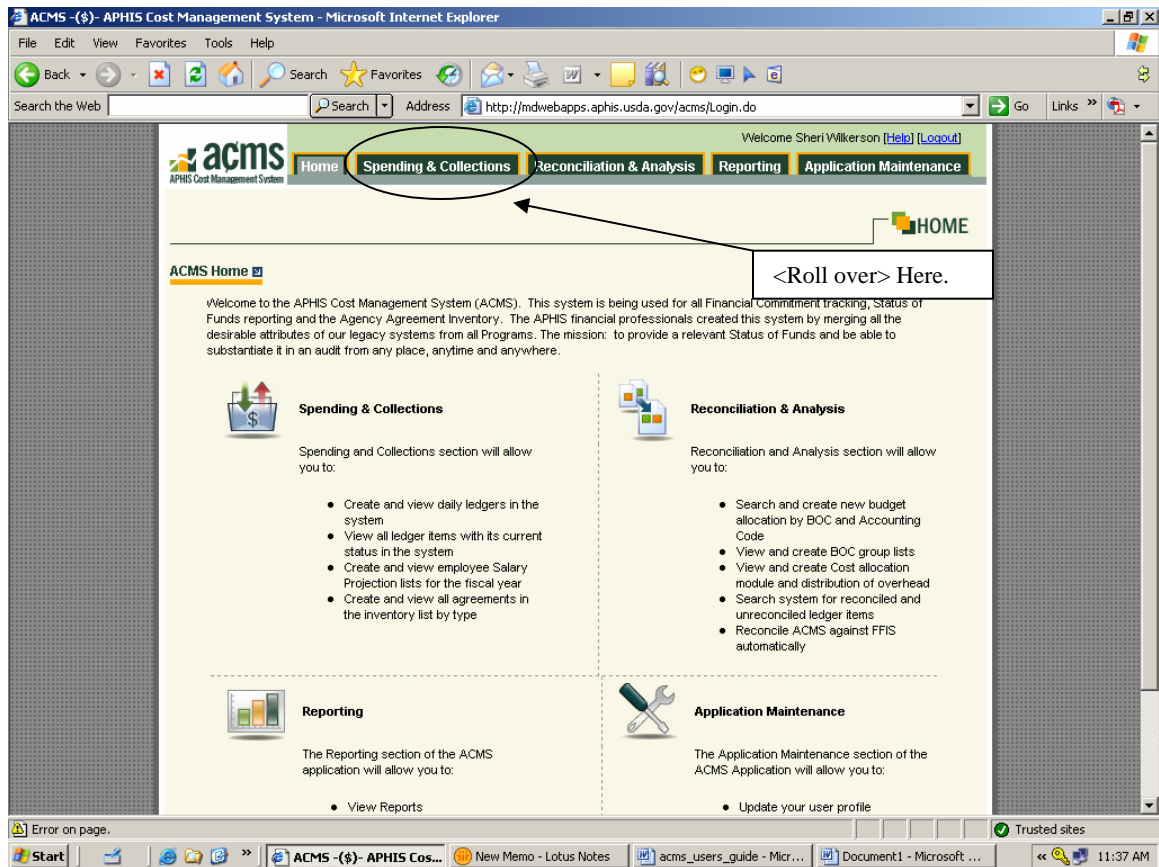 ACMS -($)- APHIS Cost Management System - Microsoft Internet Explorer
File Edit View Favorites Tools Help
Back Search Favorites
Search the Web Search Address http://mdwebapps.aphis.usda.gov/acms/Login.do Go Links »
Welcome Sheri Wilkerson [Help] [Logout]
acms
APHIS Cost Management System
Home Spending & Collections Reconciliation & Analysis Reporting Application Maintenance
HOME
<Roll over> Here.
ACMS Home
Welcome to the APHIS Cost Management System (ACMS). This system is being used for all Financial Commitment tracking, Status of
Funds reporting and the Agency Agreement Inventory. The APHIS financial professionals created this system by merging all the
desirable attributes of our legacy systems from all Programs. The mission: to provide a relevant Status of Funds and be able to
substantiate it in an audit from any place, anytime and anywhere.
Spending & Collections
Spending and Collections section will allow
you to:
● Create and view daily ledgers in the
system
● View all ledger items with its current
status in the system
● Create and view employee Salary
Projection lists for the fiscal year
● Create and view all agreements in
the inventory list by type
Reconciliation & Analysis
Reconciliation and Analysis section will allow
you to:
● Search and create new budget
allocation by BOC and Accounting
Code
● View and create BOC group lists
● View and create Cost allocation
module and distribution of overhead
● Search system for reconciled and
unreconciled ledger items
● Reconcile ACMS against FFIS
automatically
Reporting
The Reporting section of the ACMS
application will allow you to:
● View Reports
Application Maintenance
The Application Maintenance section of the
ACMS Application will allow you to:
● Update your user profile
Error on page. Trusted sites
Start » ACMS -($)- APHIS Cos... New Memo - Lotus Notes acms_users_guide - Micr... Document1 - Microsoft ... « 11:37 AM